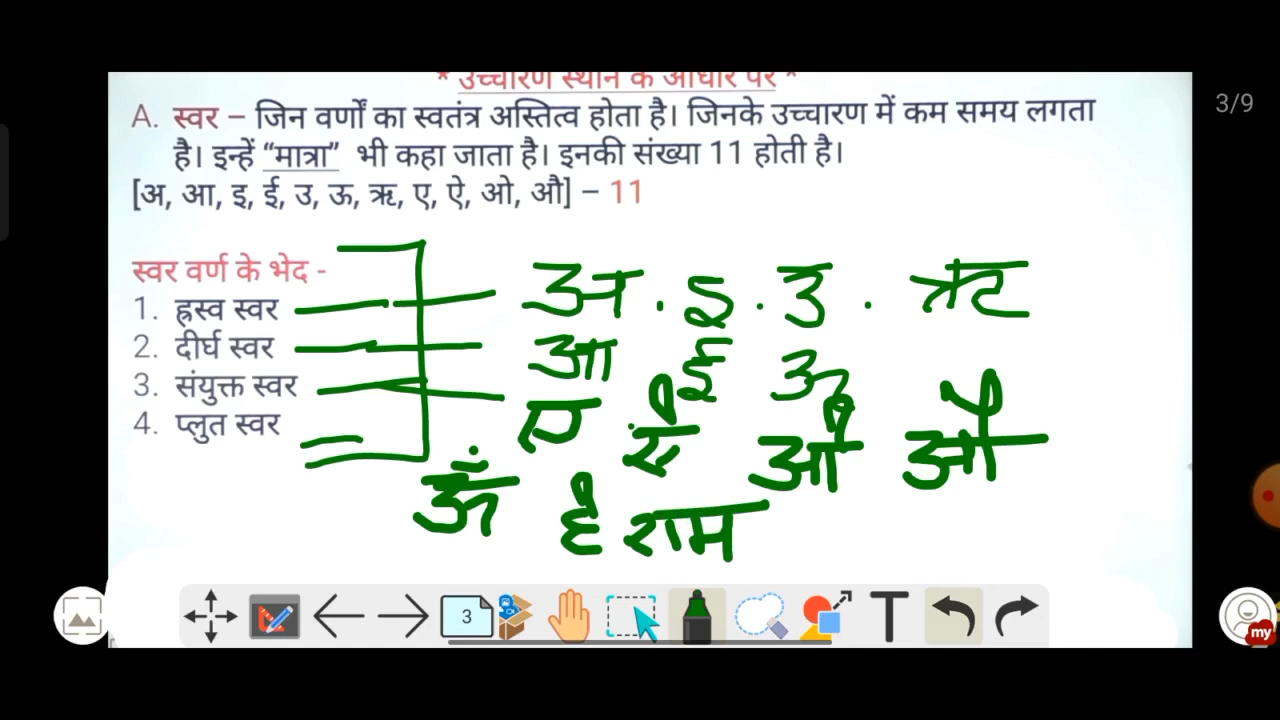 * उच्चारण स्थान के आधार पर *
3/9
A. स्वर – जिन वर्णों का स्वतंत्र अस्तित्व होता है। जिनके उच्चारण में कम समय लगता
है। इन्हें “मात्रा” भी कहा जाता है। इनकी संख्या 11 होती है।
[अ, आ, इ, ई, उ, ऊ, ऋ, ए, ऐ, ओ, औ] – 11
स्वर वर्ण के भेद -
1. ह्रस्व स्वर अ . इ . उ . ऋ
2. दीर्घ स्वर आ ई ऊ
3. संयुक्त स्वर ए ऐ ओ औ
4. प्लुत स्वर
ॐ हे राम
3
T
my